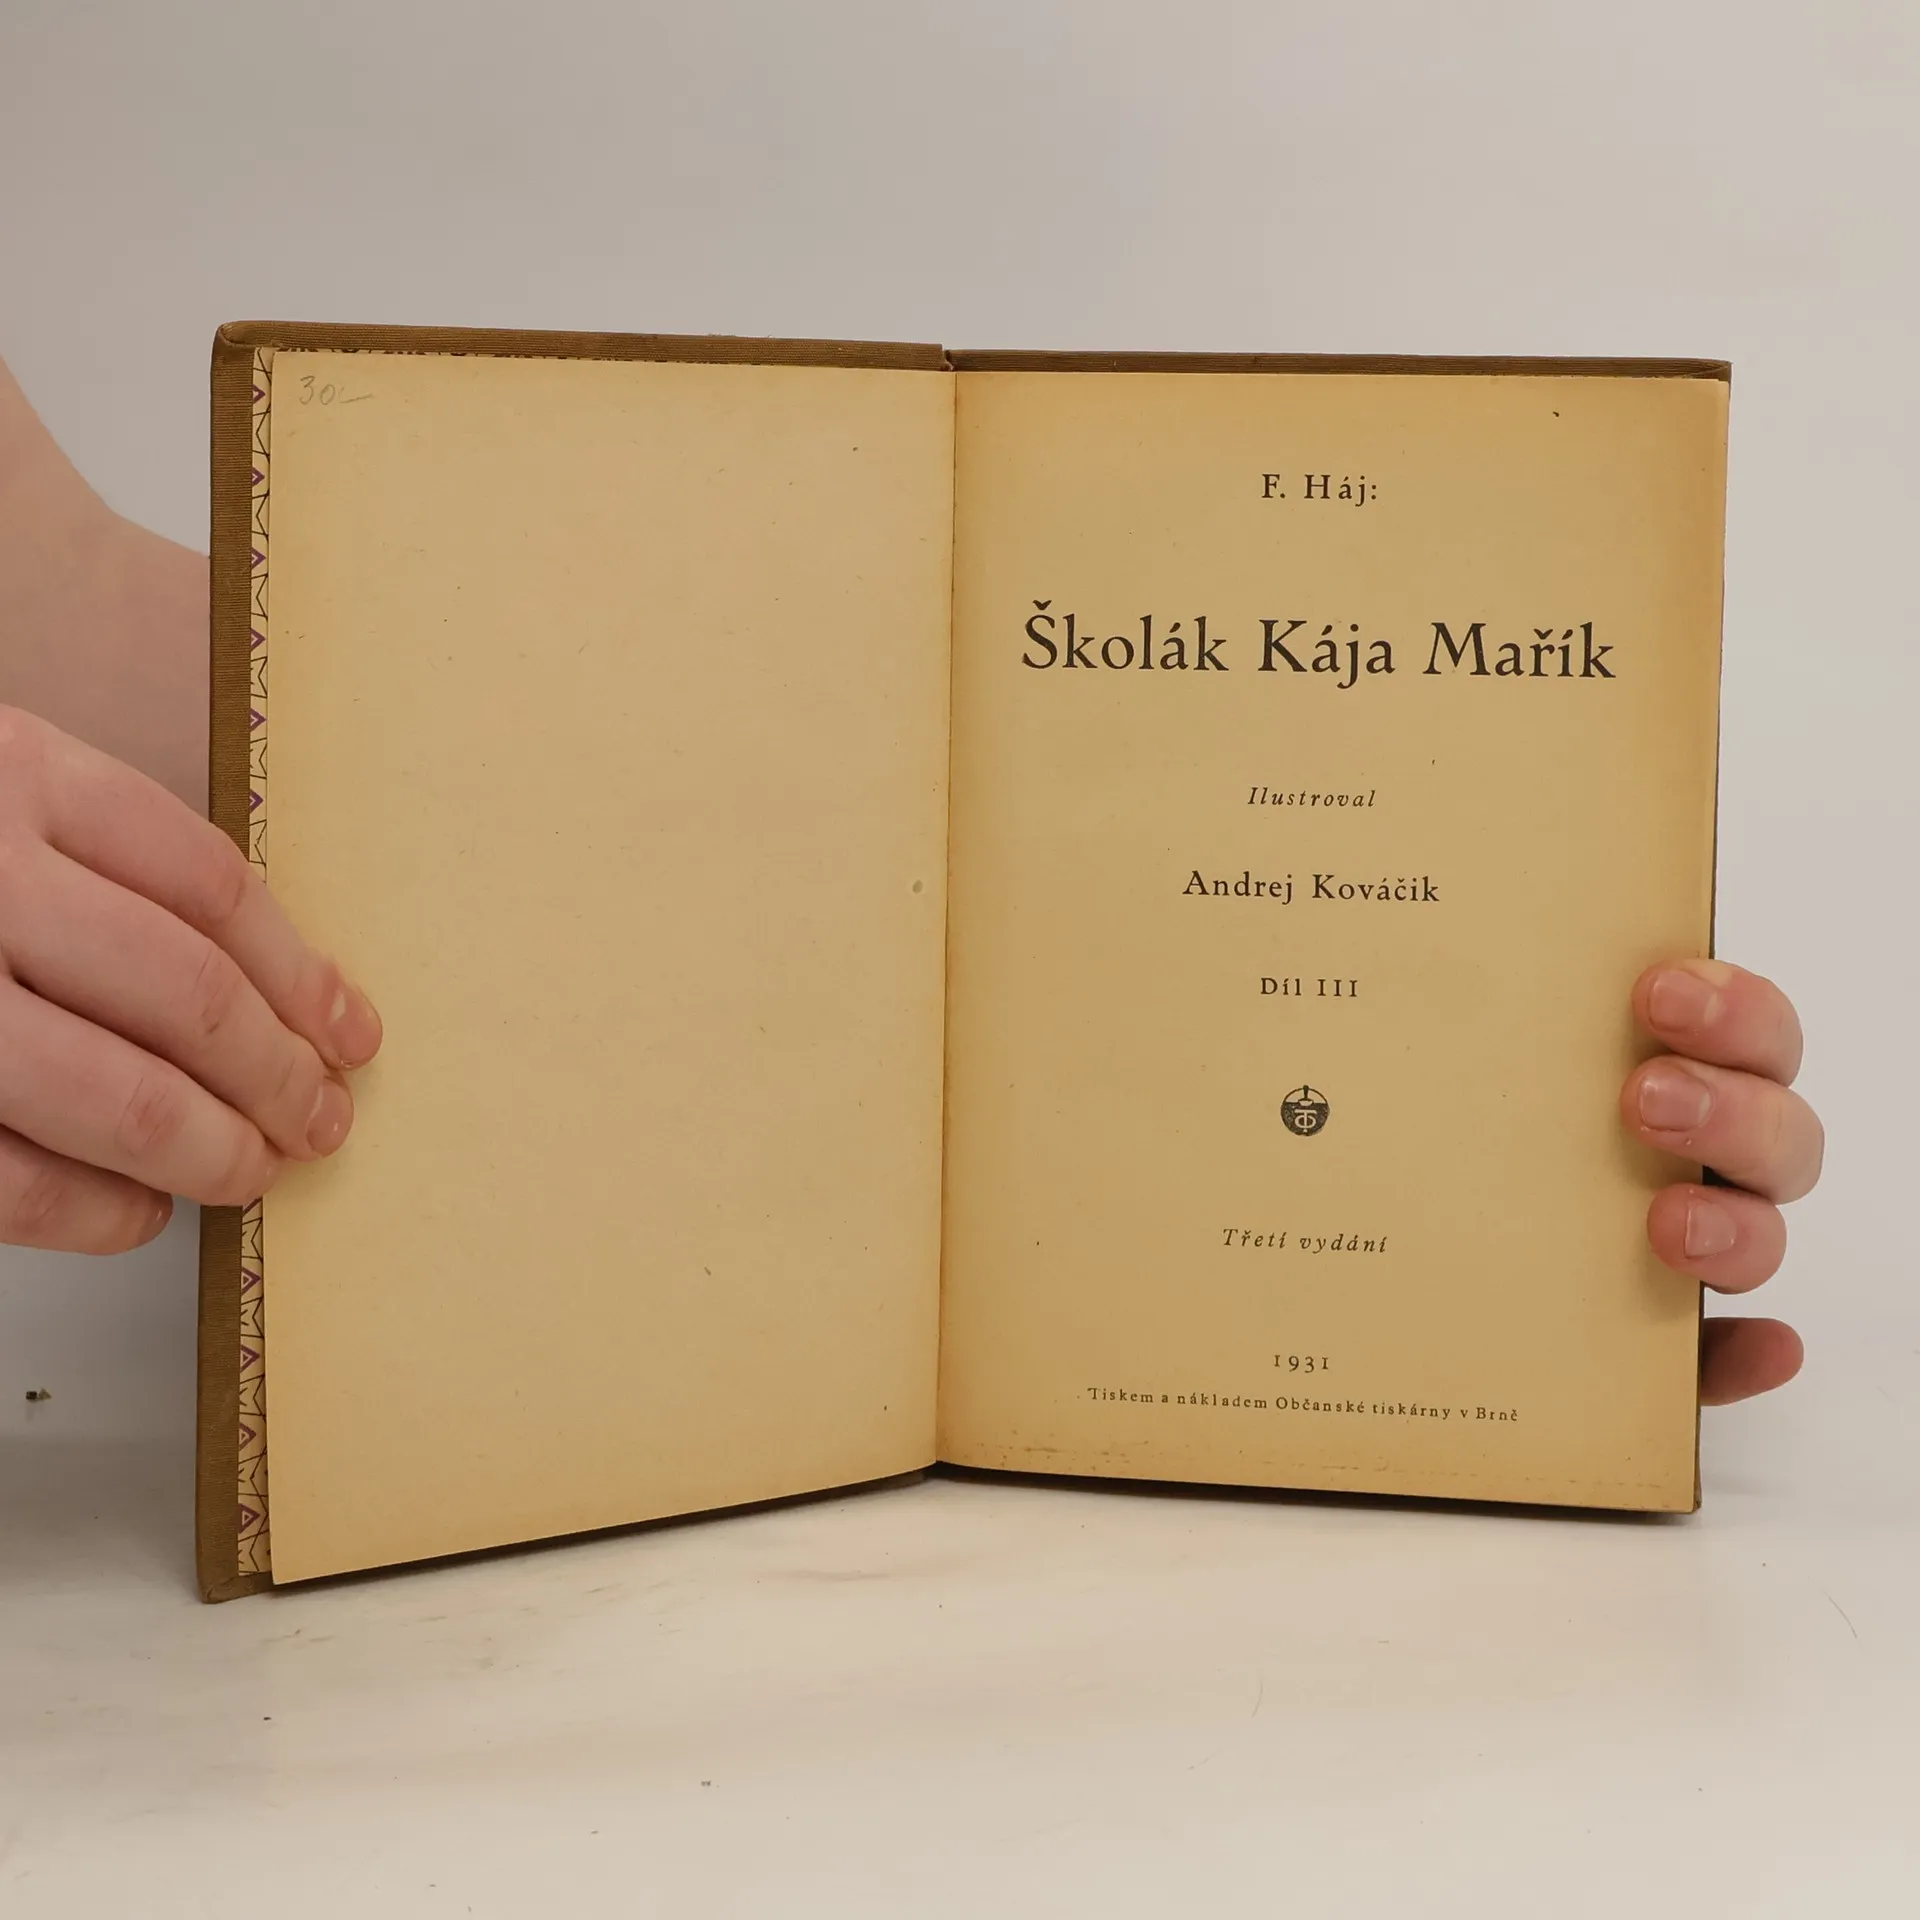 30,-
F. Háj:
Školák Kája Mařík
Ilustroval
Andrej Kováčik
Díl III
Třetí vydání
1931
Tiskem a nákladem Občanské tiskárny v Brně